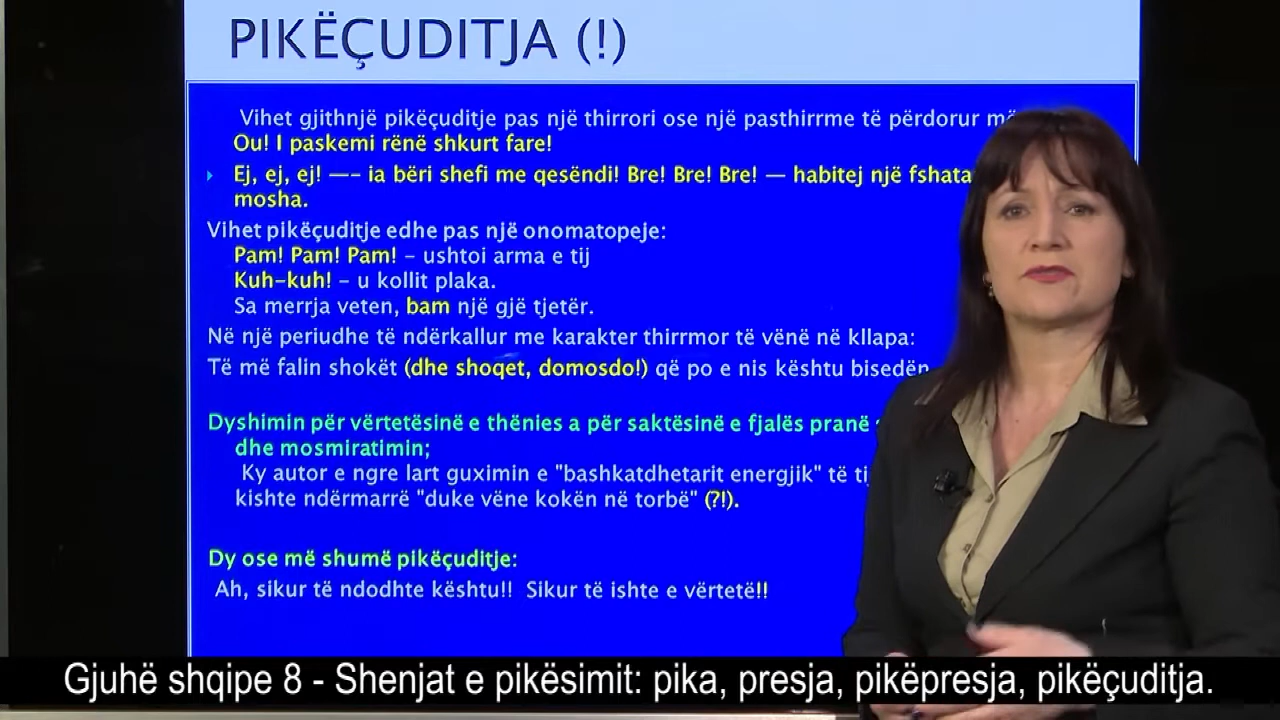 PIKËÇUDITJA (!)
Vihet gjithnjë pikëçuditje pas një thirrori ose një pasthirrme të përdorur
Ou! I paskemi rënë shkurt fare!
Ej, ej, ej! —–- ia bëri shefi me qesëndi! Bre! Bre! Bre! — habitej një
mosha.
Vihet pikëçuditje edhe pas një onomatopeje:
Pam! Pam! Pam! – ushtoi arma e tij
Kuh-kuh! – u kollit plaka.
Sa merrja veten, bam një gjë tjetër.
Në një periudhe të ndërkallur me karakter thirrmor të vënë në kllapa:
Të më falin shokët (dhe shoqet, domosdo!) që po e nis kështu bisedën
Dyshimin për vërtetësinë e thënies a për saktësinë e fjalës pranë
dhe mosmiratimin;
Ky autor e ngre lart guximin e "bashkatdhetarit energjik" të
kishte ndërmarrë "duke vëne kokën në torbë" (?!).
Dy ose më shumë pikëçuditje:
Ah, sikur të ndodhte kështu!! Sikur të ishte e vërtetë!!
Gjuhë shqipe 8 - Shenjat e pikësimit: pika, presja, pikëpresja, pikëçuditja.